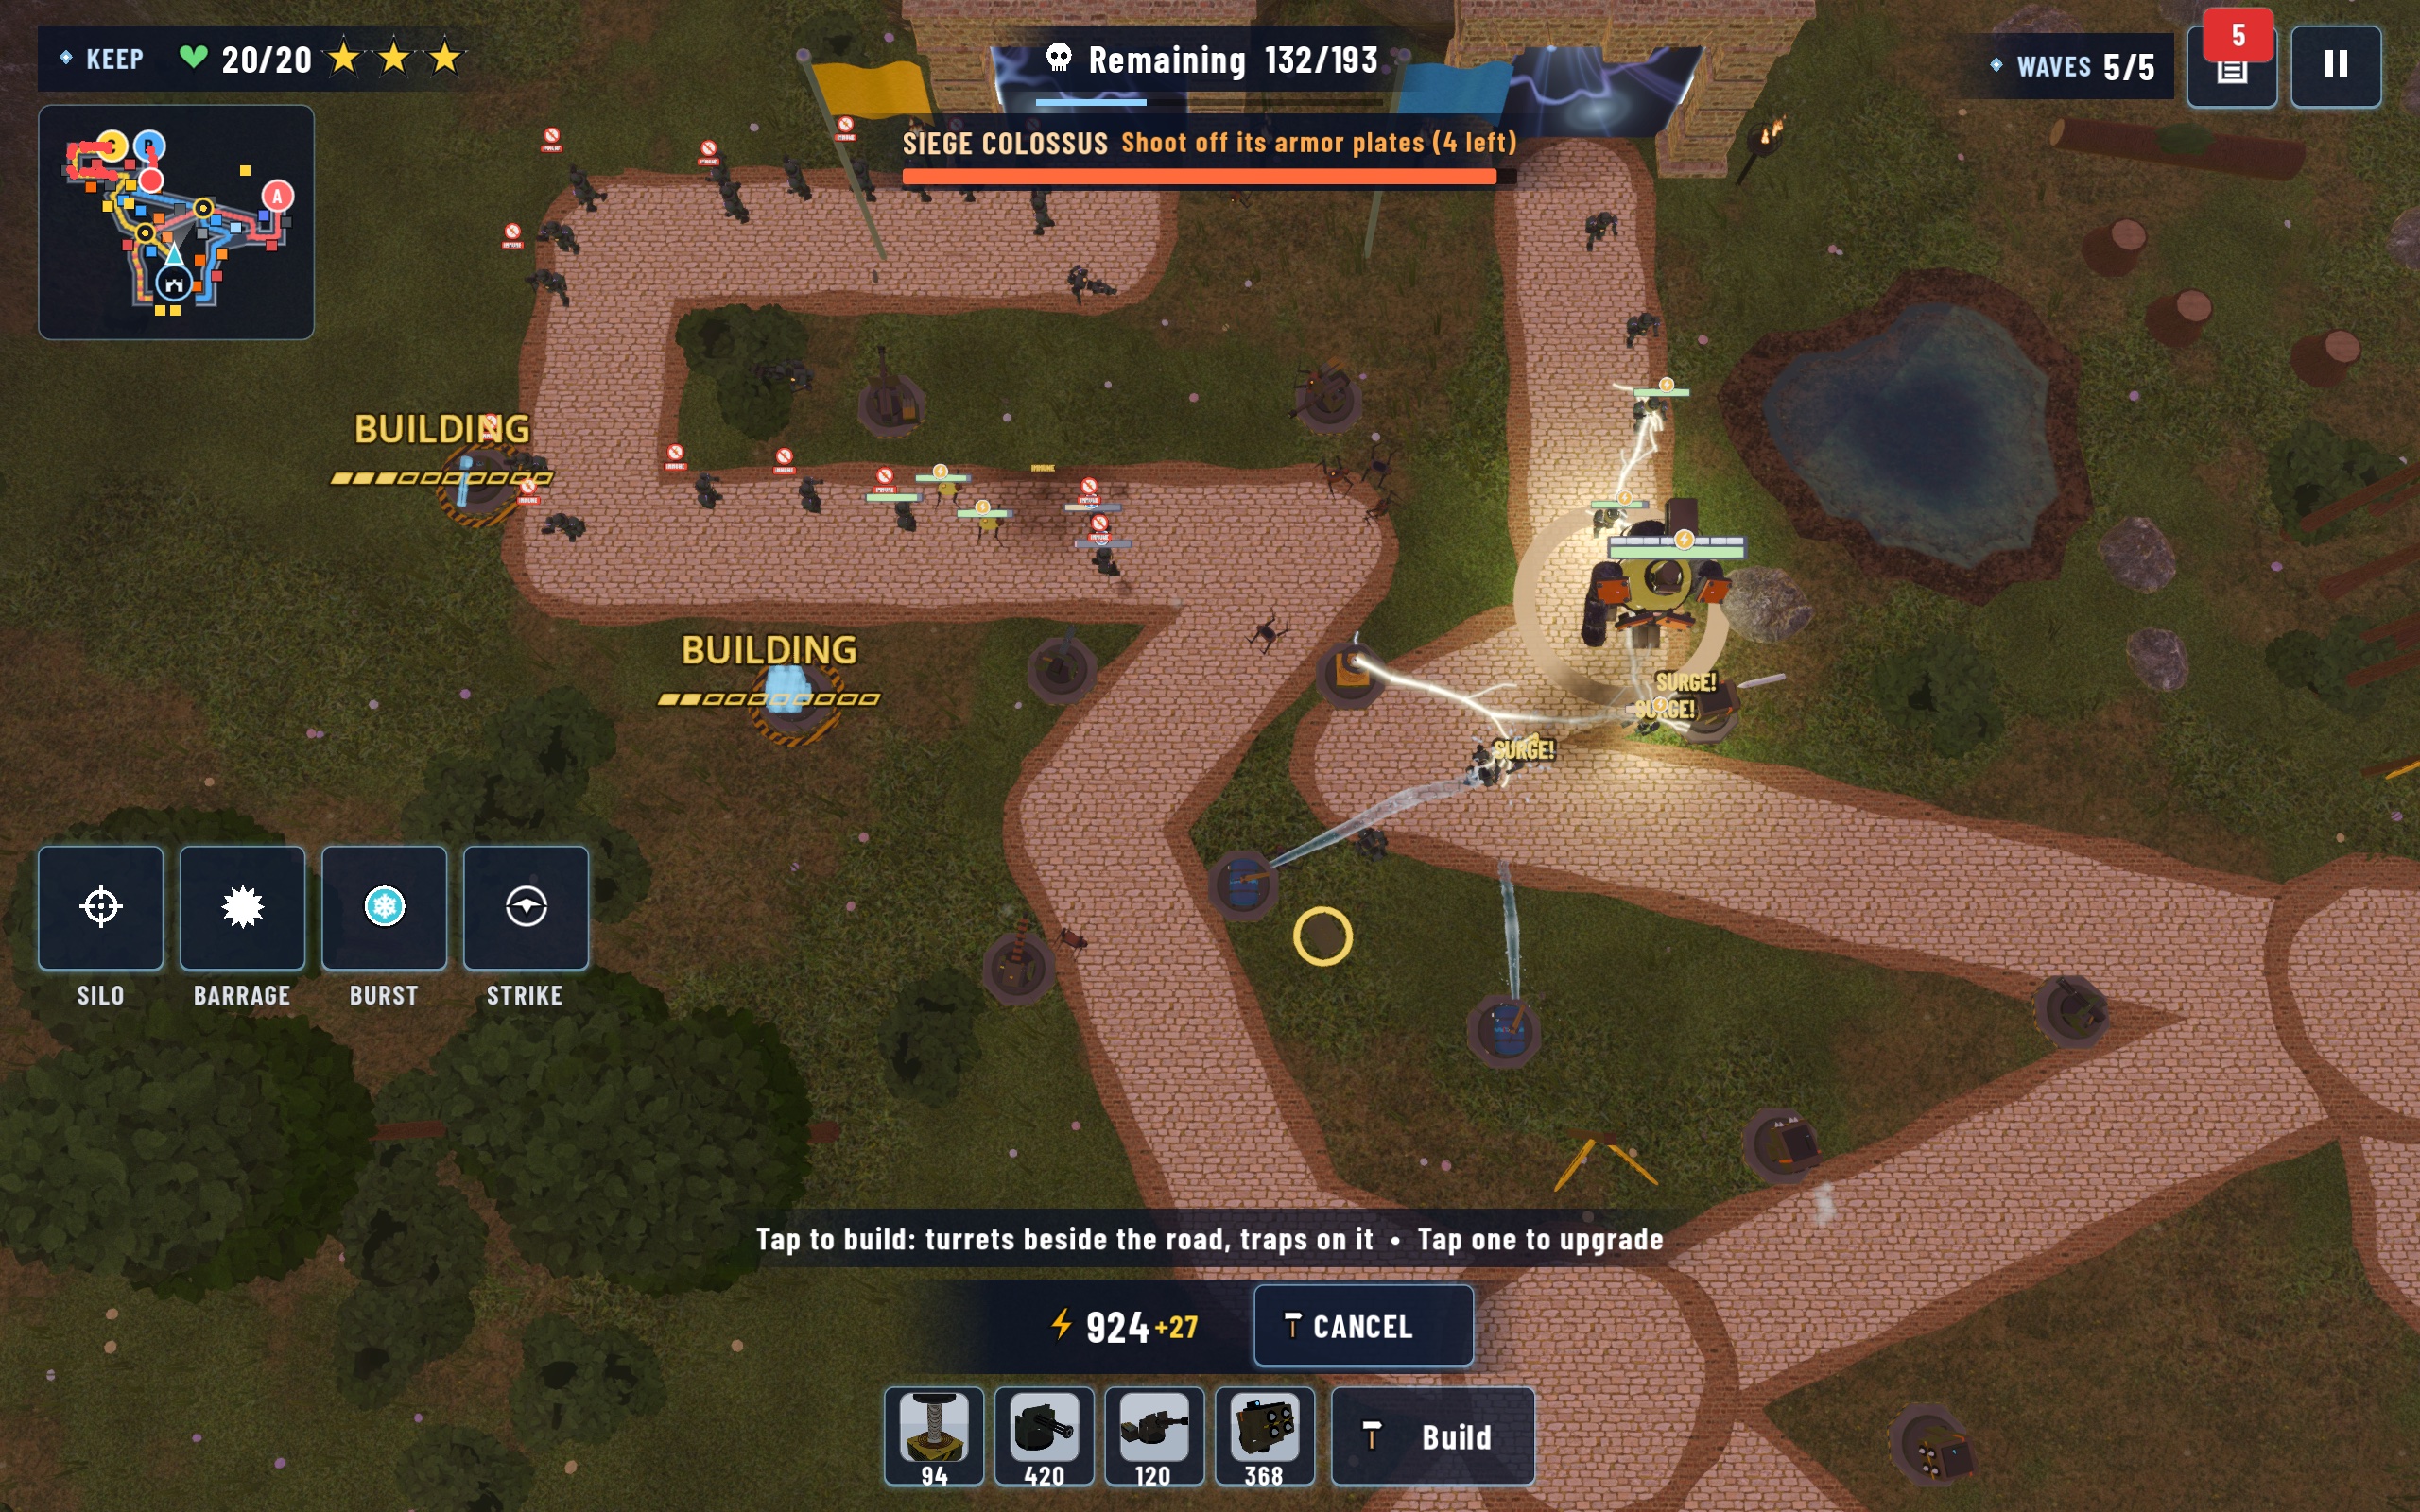 KEEP 20/20
Remaining 132/193
WAVES 5/5
5
SIEGE COLOSSUS Shoot off its armor plates (4 left)
C
B
A
BUILDING
IMMUNE
BUILDING
SURGE!
SURGE!
SURGE!
SILO
BARRAGE
BURST
STRIKE
Tap to build: turrets beside the road, traps on it • Tap one to upgrade
924 +27
CANCEL
94
420
120
368
Build